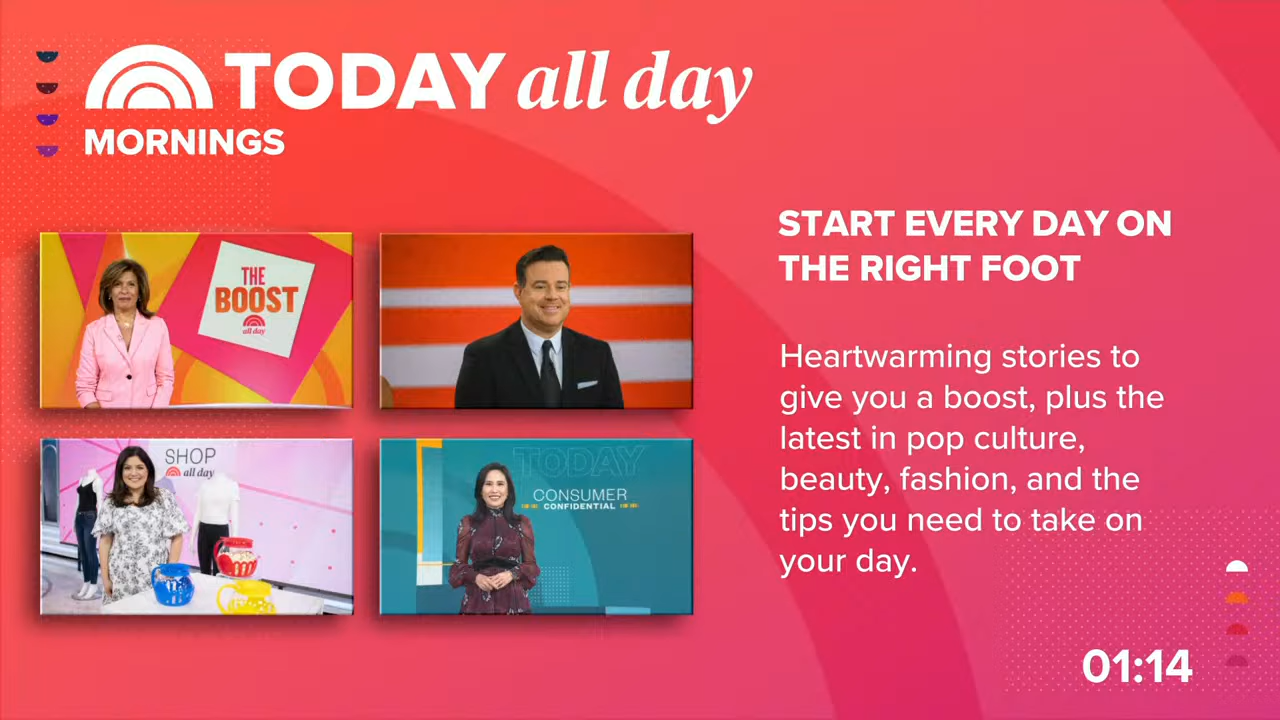 TODAY all day
MORNINGS
START EVERY DAY ON
THE RIGHT FOOT
THE
BOOST
all day
Heartwarming stories to
give you a boost, plus the
latest in pop culture,
beauty, fashion, and the
tips you need to take on
your day.
SHOP
all day
TODAY
CONSUMER
CONFIDENTIAL
01:14